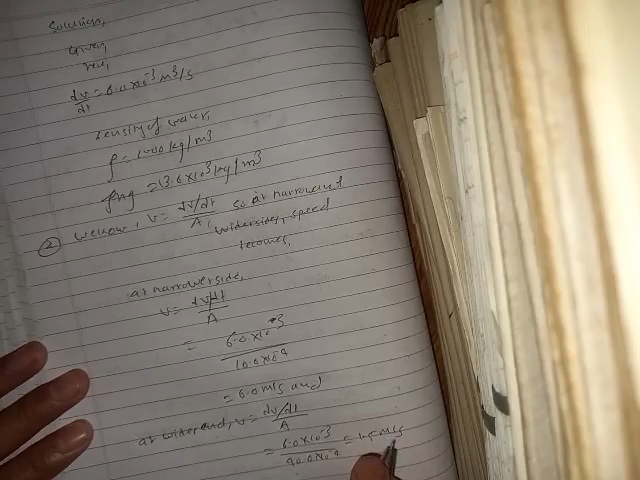 Solution,
Given,
here,
dv/dt = 6.0×10⁻³ m³/s
density of water,
ρ = 1000 kg/m³
ρHg = 13.6×10³ kg/m³
② we know, v = dv/dt / A, so at narrow and
wider sides, speed
becomes,
at narrower side,
v = dv/dt / A
= 6.0×10⁻³ / 10.0×10⁻⁴
= 6.0 m/s and
at wider end, v = dv/dt / A
= 6.0×10⁻³ / 40.0×10⁻⁴ = 1.5 m/s